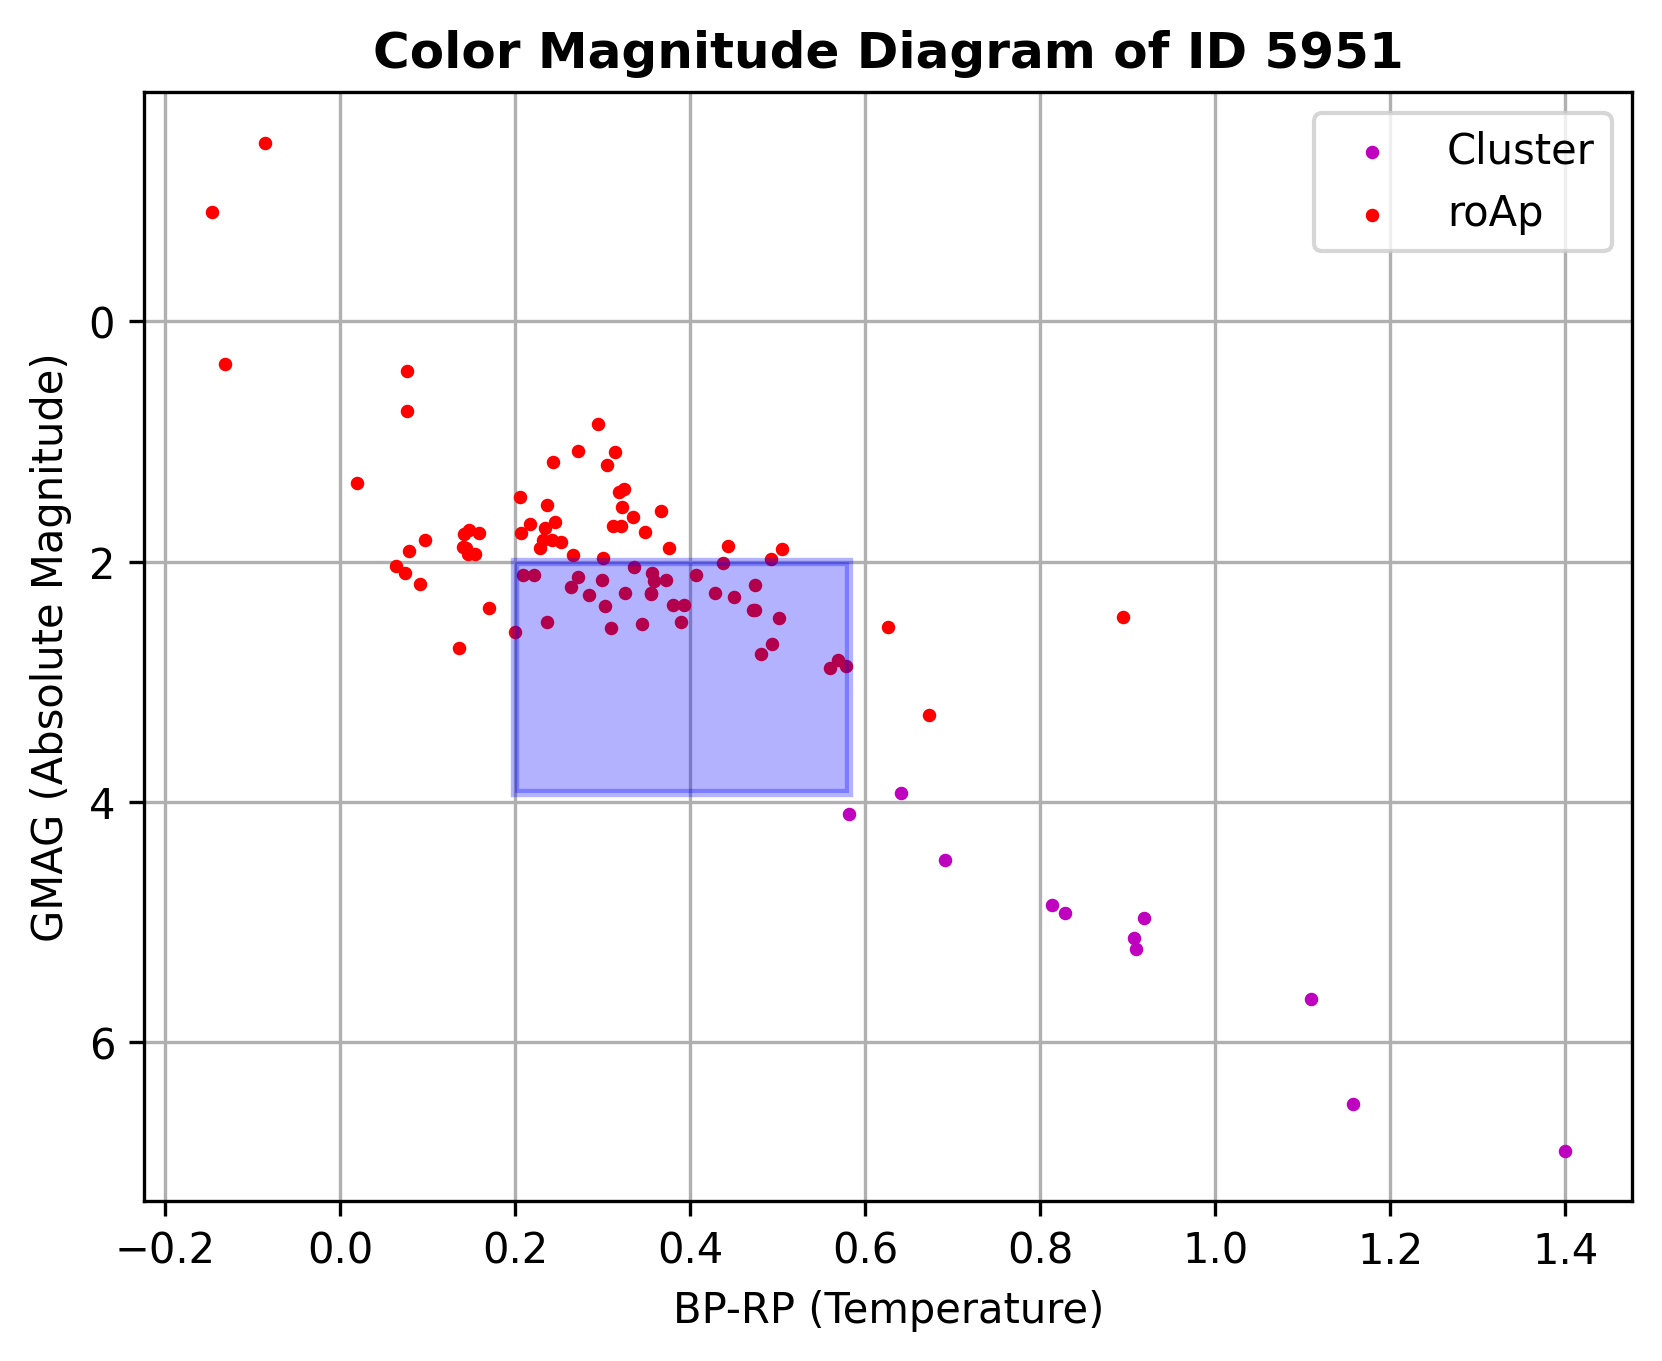 Color Magnitude Diagram of ID 5951
Cluster
roAp
GMAG (Absolute Magnitude)
0
2
4
6
−0.2 0.0 0.2 0.4 0.6 0.8 1.0 1.2 1.4
BP-RP (Temperature)